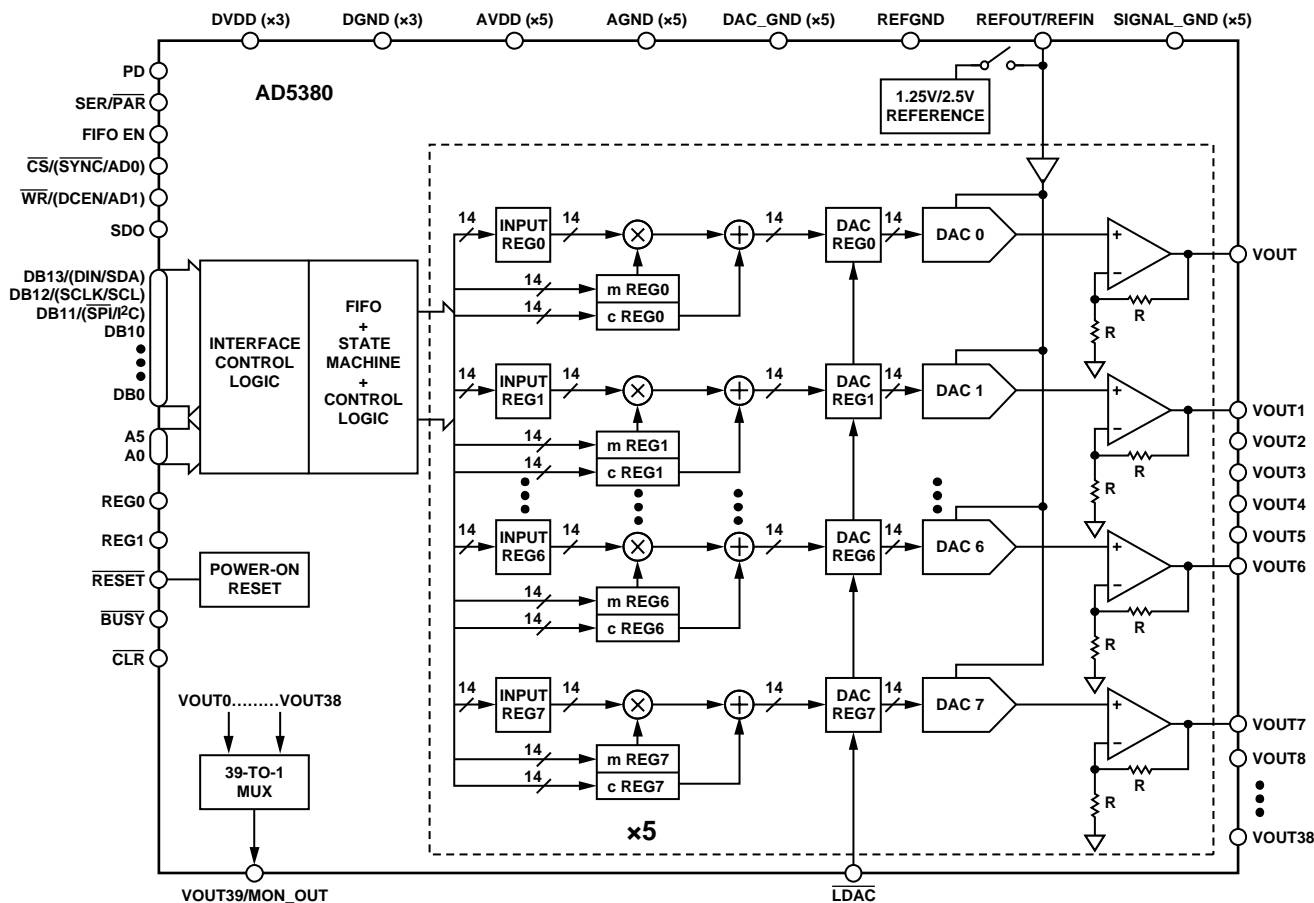 DVDD (×3) DGND (×3) AVDD (×5) AGND (×5) DAC_GND (×5) REFGND REFOUT/REFIN SIGNAL_GND (×5)
PD
SER/PAR
FIFO EN
CS/(SYNC/AD0)
WR/(DCEN/AD1)
SDO
DB13/(DIN/SDA)
DB12/(SCLK/SCL)
DB11/(SPI/I²C)
DB10
DB0
A5
A0
REG0
REG1
RESET
BUSY
CLR
AD5380
1.25V/2.5V
REFERENCE
INTERFACE
CONTROL
LOGIC
FIFO
+
STATE
MACHINE
+
CONTROL
LOGIC
POWER-ON
RESET
VOUT0.........VOUT38
39-TO-1
MUX
VOUT39/MON_OUT
14
INPUT
REG0
14
×
+
14
DAC
REG0
14
DAC 0
+
−
R
R
14
m REG0
14
c REG0
14
INPUT
REG1
14
×
+
14
DAC
REG1
14
DAC 1
+
−
R
R
14
m REG1
14
c REG1
14
INPUT
REG6
14
×
+
14
DAC
REG6
14
DAC 6
+
−
R
R
14
m REG6
14
c REG6
14
INPUT
REG7
14
×
+
14
DAC
REG7
14
DAC 7
+
−
R
R
14
m REG7
14
c REG7
×5
LDAC
VOUT
VOUT1
VOUT2
VOUT3
VOUT4
VOUT5
VOUT6
VOUT7
VOUT8
VOUT38